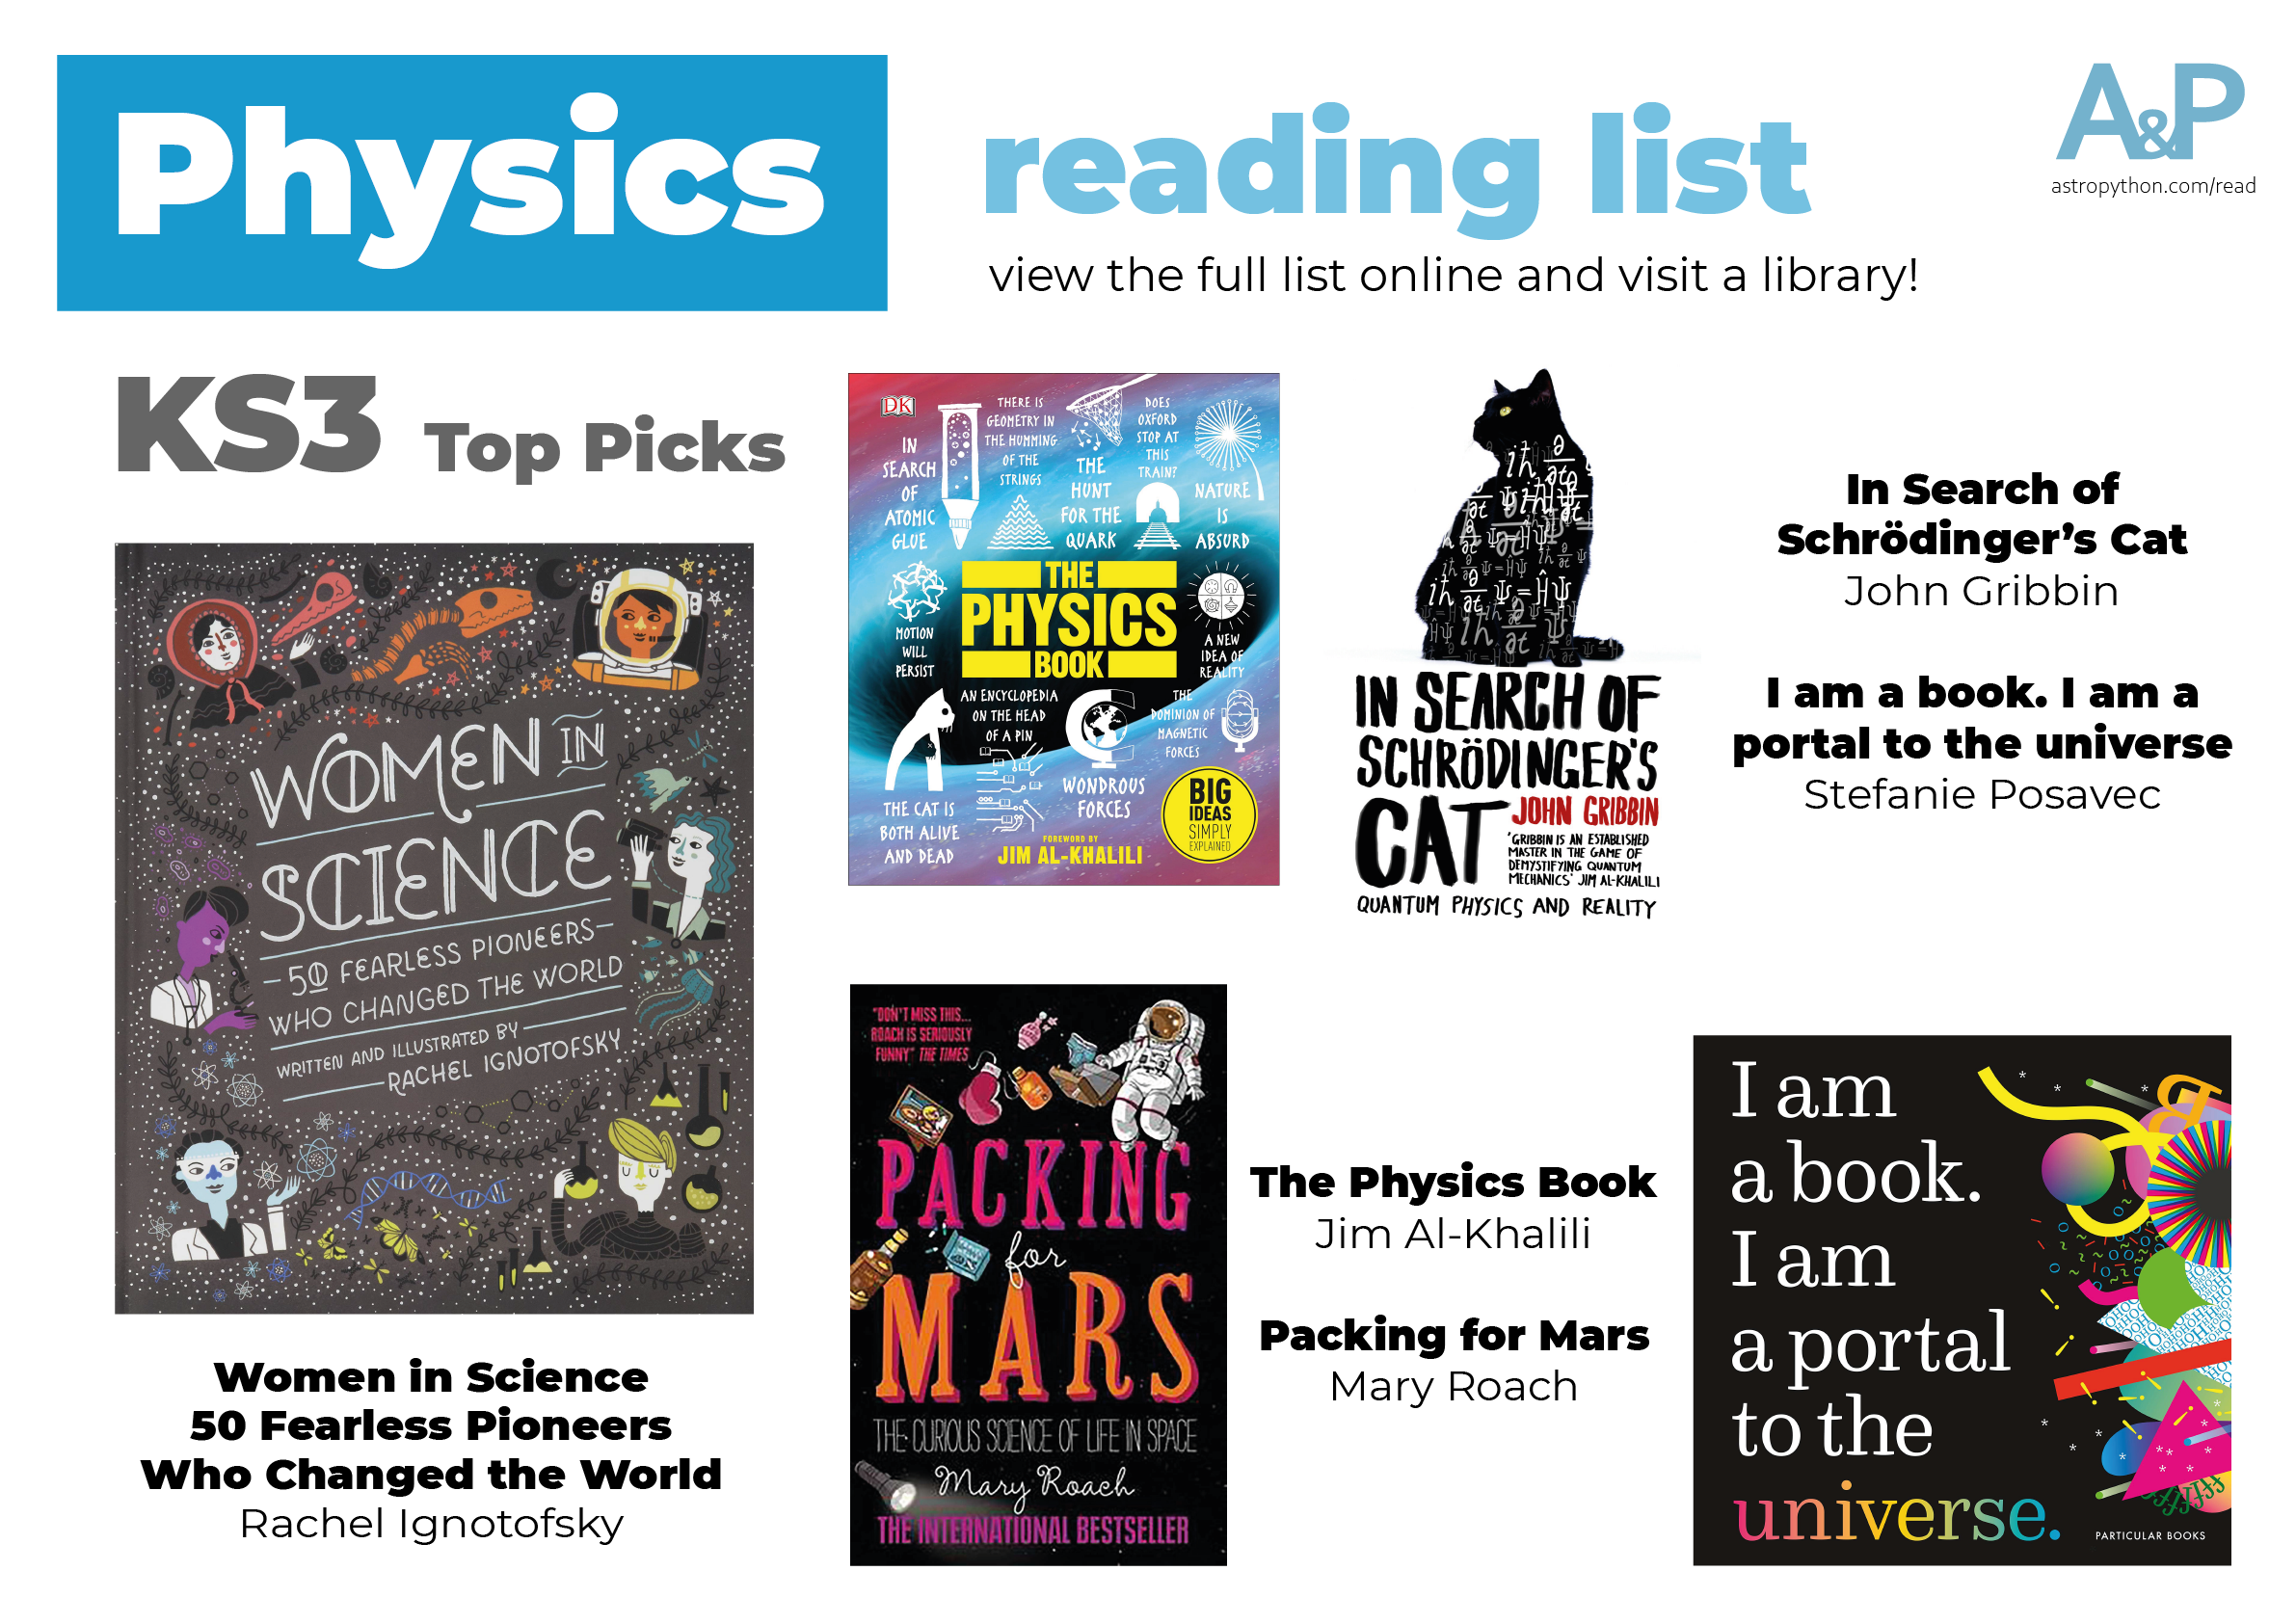 Physics
reading list
view the full list online and visit a library!
A&P
astropython.com/read
KS3 Top Picks
WOMEN IN
SCIENCE
50 FEARLESS PIONEERS
WHO CHANGED THE WORLD
WRITTEN AND ILLUSTRATED BY
RACHEL IGNOTOFSKY
Women in Science
50 Fearless Pioneers
Who Changed the World
Rachel Ignotofsky
DK
IN
SEARCH
OF
ATOMIC
GLUE
THERE IS
GEOMETRY IN
THE HUMMING
OF THE
STRINGS
THE
HUNT
FOR THE
QUARK
DOES
OXFORD
STOP AT
THIS
TRAIN?
NATURE
IS
ABSURD
MOTION
WILL
PERSIST
THE
PHYSICS
BOOK
A NEW
IDEA OF
REALITY
AN ENCYCLOPEDIA
ON THE HEAD
OF A PIN
THE
DOMINION OF
MAGNETIC
FORCES
THE CAT IS
BOTH ALIVE
AND DEAD
WONDROUS
FORCES
BIG
IDEAS
SIMPLY
EXPLAINED
FOREWORD BY
JIM AL-KHALILI
IN SEARCH OF
SCHRÖDINGER'S
CAT
JOHN GRIBBIN
'GRIBBIN IS AN ESTABLISHED
MASTER IN THE GAME OF
DEMYSTIFYING QUANTUM
MECHANICS' JIM AL-KHALILI
QUANTUM PHYSICS AND REALITY
In Search of
Schrödinger's Cat
John Gribbin
I am a book. I am a
portal to the universe
Stefanie Posavec
"DON'T MISS THIS...
ROACH IS SERIOUSLY
FUNNY" THE TIMES
PACKING
for
MARS
THE CURIOUS SCIENCE OF LIFE IN SPACE
Mary Roach
THE INTERNATIONAL BESTSELLER
The Physics Book
Jim Al-Khalili
Packing for Mars
Mary Roach
I am
a book.
I am
a portal
to the
universe.
PARTICULAR BOOKS